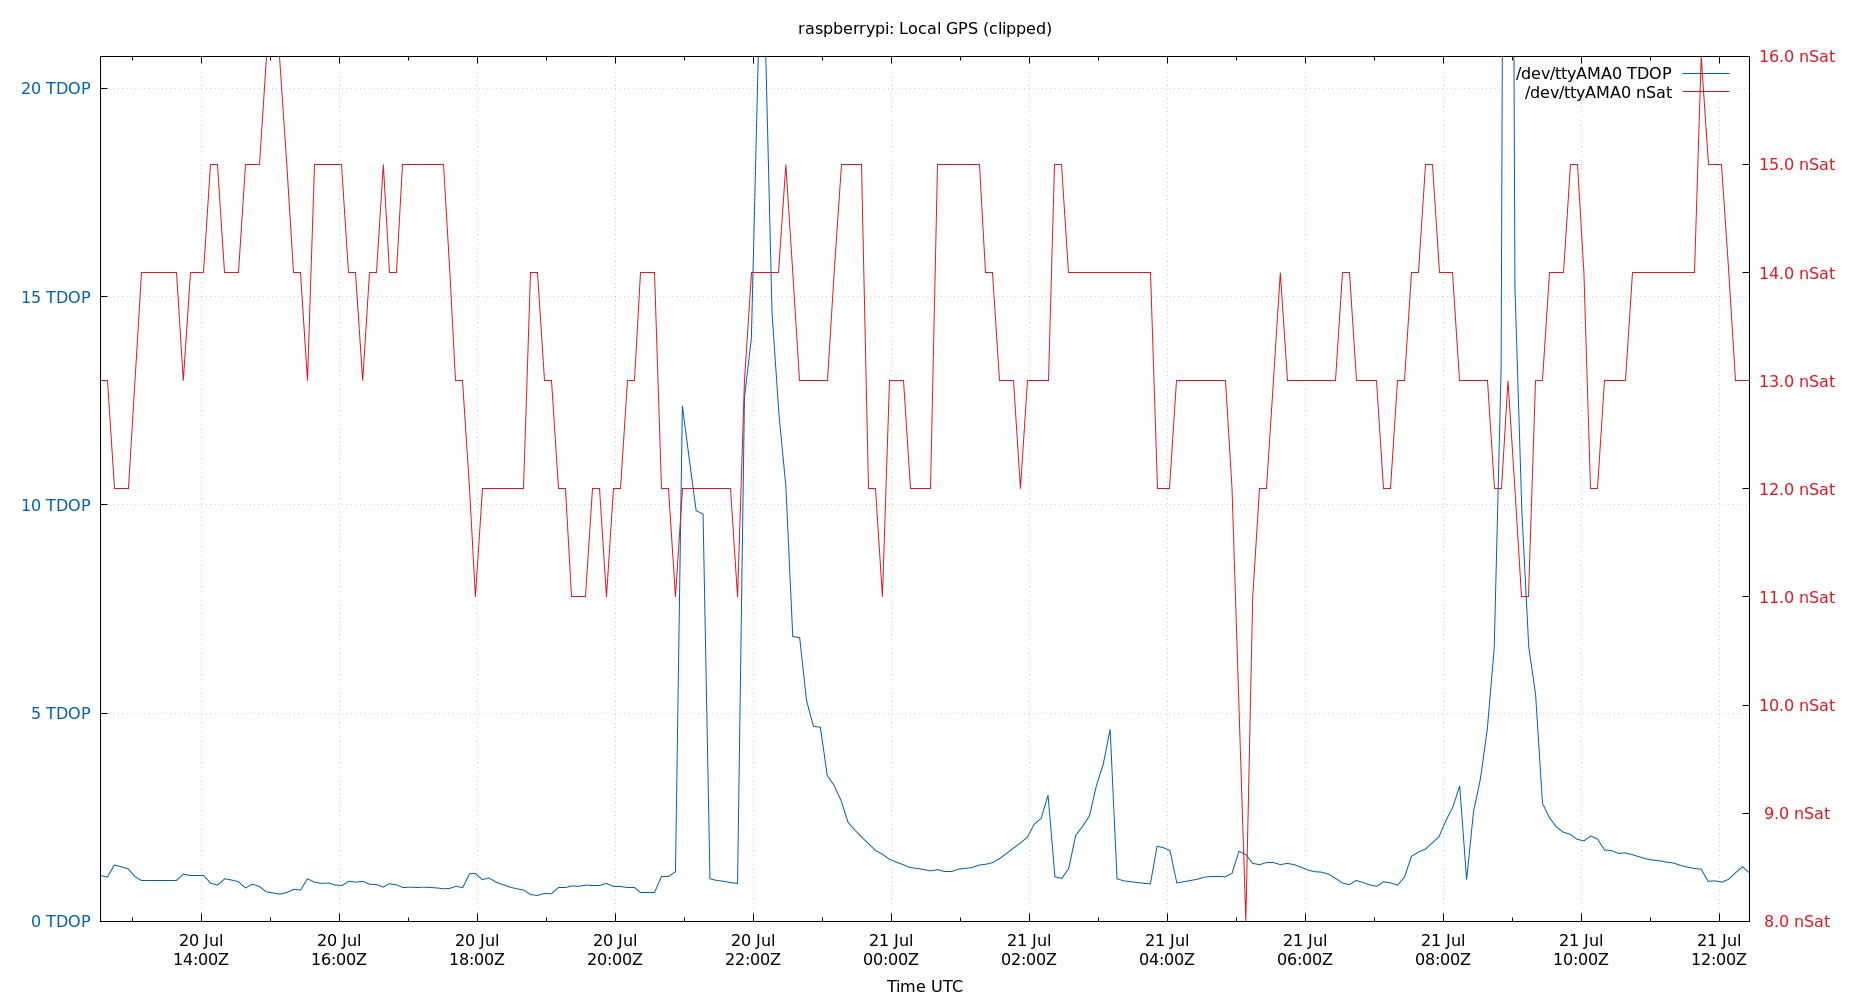 raspberrypi: Local GPS (clipped)
/dev/ttyAMA0 TDOP
/dev/ttyAMA0 nSat
20 TDOP
15 TDOP
10 TDOP
5 TDOP
0 TDOP
16.0 nSat
15.0 nSat
14.0 nSat
13.0 nSat
12.0 nSat
11.0 nSat
10.0 nSat
9.0 nSat
8.0 nSat
20 Jul 20 Jul 20 Jul 20 Jul 20 Jul 21 Jul 21 Jul 21 Jul 21 Jul 21 Jul 21 Jul 21 Jul
14:00Z 16:00Z 18:00Z 20:00Z 22:00Z 00:00Z 02:00Z 04:00Z 06:00Z 08:00Z 10:00Z 12:00Z
Time UTC